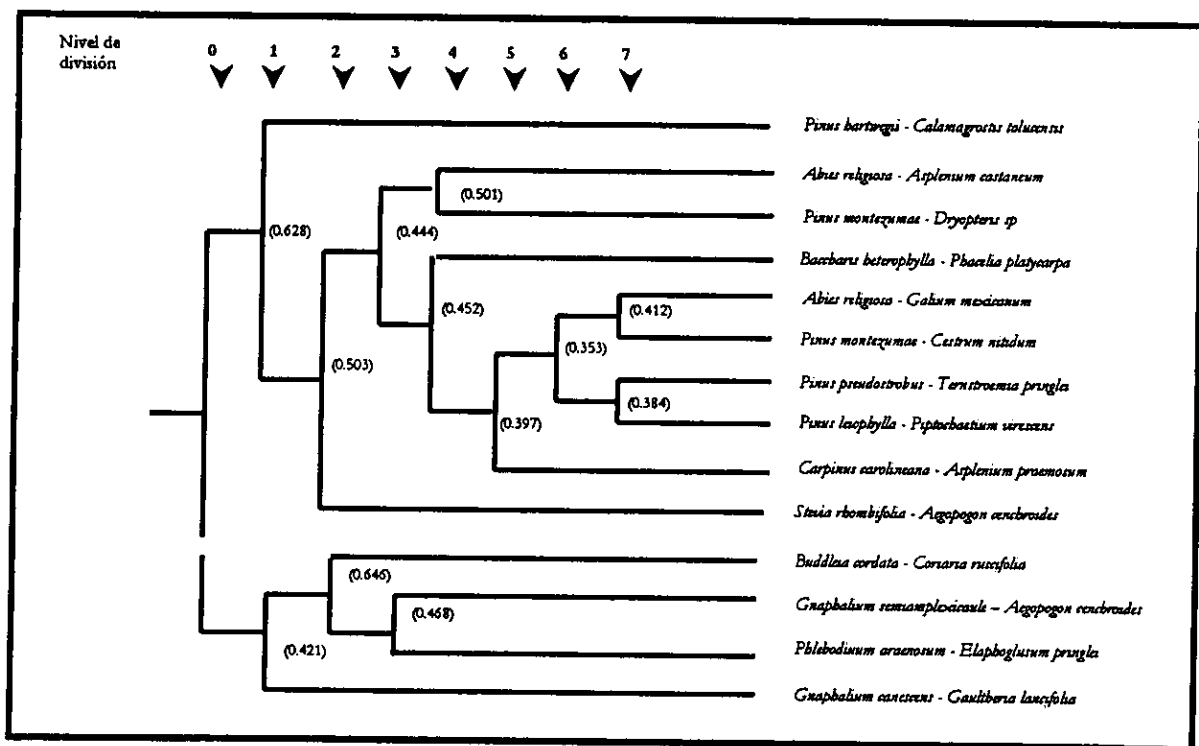 Nivel de
división
0 1 2 3 4 5 6 7
Pinus hartwegii - Calamagrostis tolucensis
Abies religiosa - Asplenium castaneum
(0.501)
Pinus montezumae - Dryopteris sp
(0.628)
(0.444)
Baccharis heterophylla - Phacelia platycarpa
Abies religiosa - Galium mexicanum
(0.452)
(0.412)
Pinus montezumae - Cestrum nitidum
(0.353)
(0.503)
Pinus pseudostrobus - Ternstroemia pringlei
(0.384)
Pinus leiophylla - Piptochaetium virescens
(0.397)
Carpinus carolineana - Asplenium praemosum
Stevia rhombifolia - Aegopogon cenchroides
Buddleia cordata - Coriaria ruscifolia
(0.646)
Gnaphalium semiamplexicaule – Aegopogon cenchroides
(0.468)
(0.421)
Phlebodium araenosum - Elaphoglusum pringlei
Gnaphalium canescens - Gaultheria lancifolia